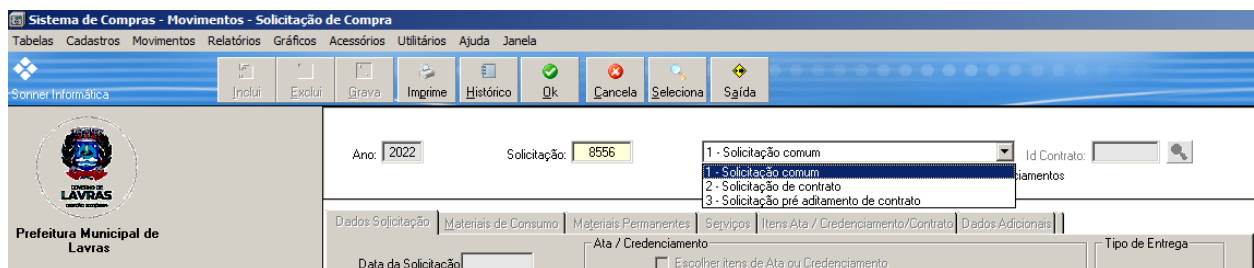 Sistema de Compras - Movimentos - Solicitação de Compra
Tabelas Cadastros Movimentos Relatórios Gráficos Acessórios Utilitários Ajuda Janela
Sonner Informática
Inclui Exclui Grava Imprime Histórico Ok Cancela Seleciona Saída
Ano: 2022 Solicitação: 8556 1 - Solicitação comum Id Contrato:
1 - Solicitação comum
2 - Solicitação de contrato
3 - Solicitação pré aditamento de contrato
ciamentos
LAVRAS
Prefeitura Municipal de
Lavras
Dados Solicitação Materiais de Consumo Materiais Permanentes Serviços Itens Ata / Credenciamento/Contrato Dados Adicionais
Ata / Credenciamento Tipo de Entrega
Data da Solicitação Escolher itens de Ata ou Credenciamento